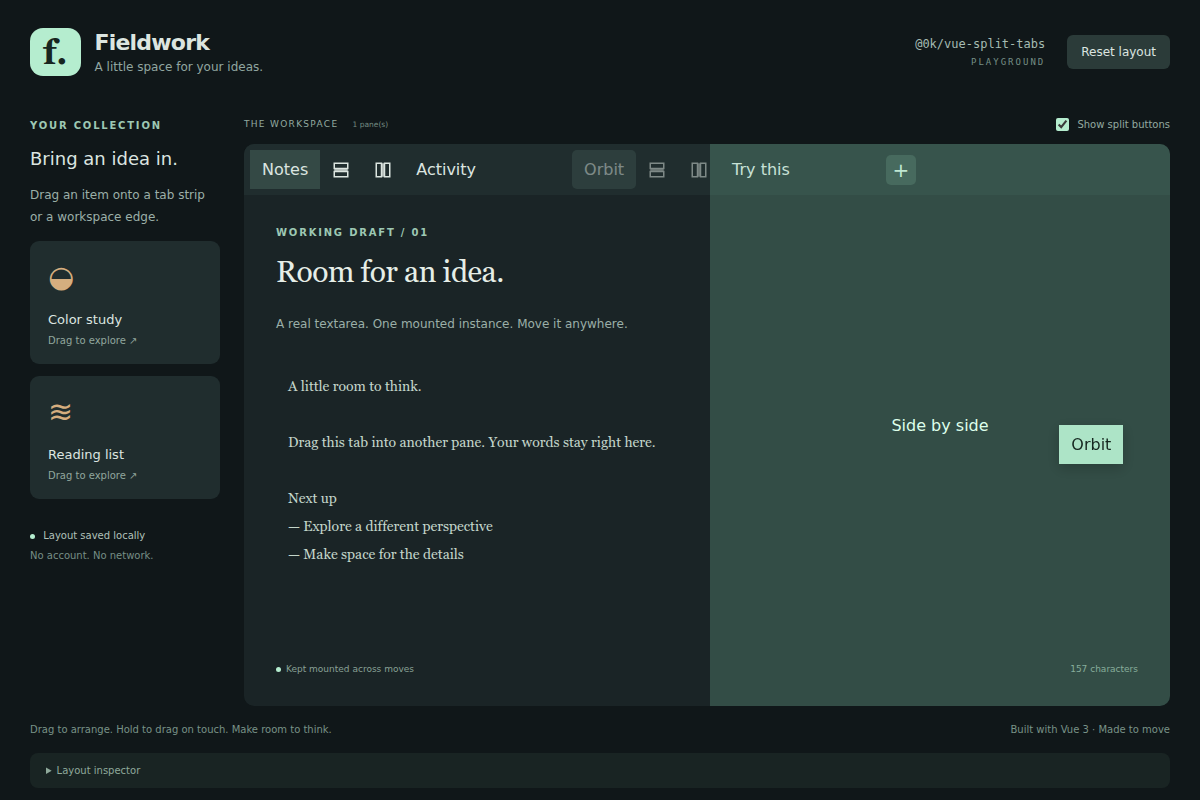 f.
Fieldwork
A little space for your ideas.
@0k/vue-split-tabs
PLAYGROUND
Reset layout
YOUR COLLECTION
Bring an idea in.
Drag an item onto a tab strip
or a workspace edge.
Color study
Drag to explore ↗
Reading list
Drag to explore ↗
Layout saved locally
No account. No network.
THE WORKSPACE 1 pane(s)
Show split buttons
Notes Activity Orbit Try this +
WORKING DRAFT / 01
Room for an idea.
A real textarea. One mounted instance. Move it anywhere.
A little room to think.
Drag this tab into another pane. Your words stay right here.
Next up
— Explore a different perspective
— Make space for the details
Side by side
Orbit
Kept mounted across moves
157 characters
Drag to arrange. Hold to drag on touch. Make room to think.
Built with Vue 3 · Made to move
Layout inspector